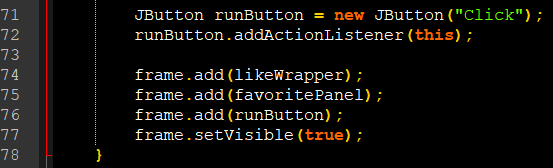 71 JButton runButton = new JButton("Click");
72 runButton.addActionListener(this);
73
74 frame.add(likeWrapper);
75 frame.add(favoritePanel);
76 frame.add(runButton);
77 frame.setVisible(true);
78 }